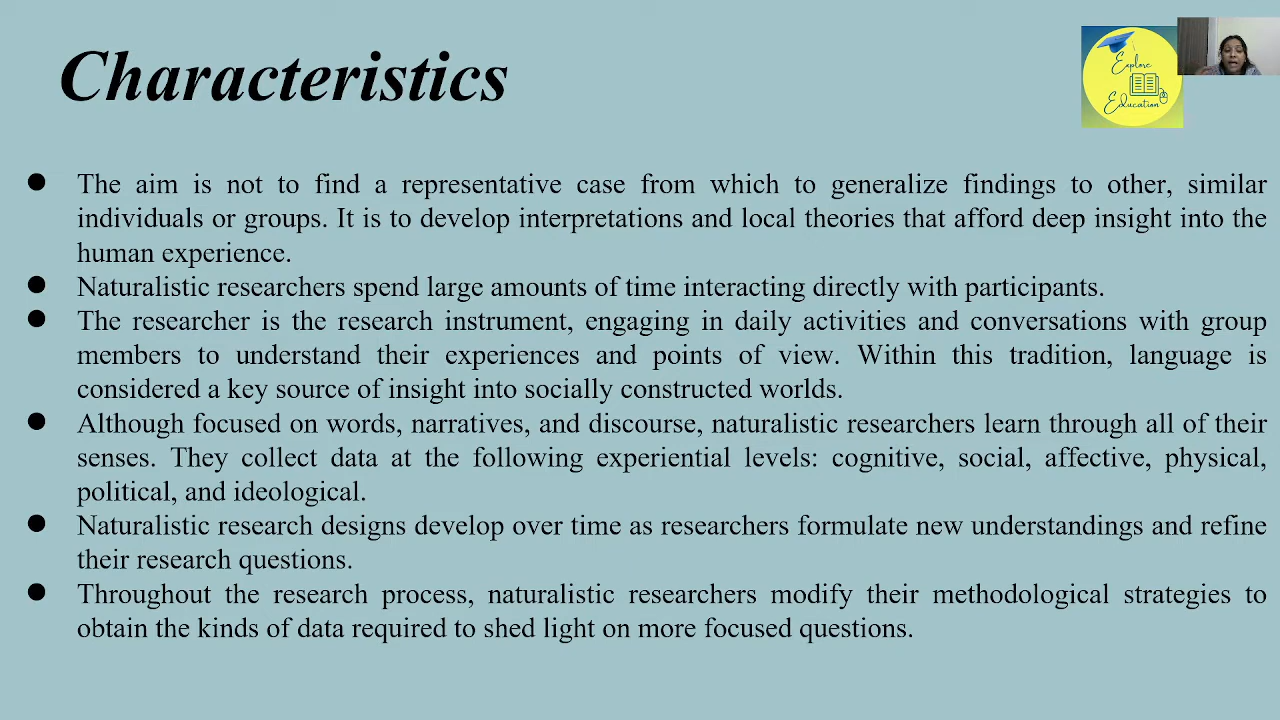 Characteristics
Explore
Education
● The aim is not to find a representative case from which to generalize findings to other, similar
individuals or groups. It is to develop interpretations and local theories that afford deep insight into the
human experience.
● Naturalistic researchers spend large amounts of time interacting directly with participants.
● The researcher is the research instrument, engaging in daily activities and conversations with group
members to understand their experiences and points of view. Within this tradition, language is
considered a key source of insight into socially constructed worlds.
● Although focused on words, narratives, and discourse, naturalistic researchers learn through all of their
senses. They collect data at the following experiential levels: cognitive, social, affective, physical,
political, and ideological.
● Naturalistic research designs develop over time as researchers formulate new understandings and refine
their research questions.
● Throughout the research process, naturalistic researchers modify their methodological strategies to
obtain the kinds of data required to shed light on more focused questions.